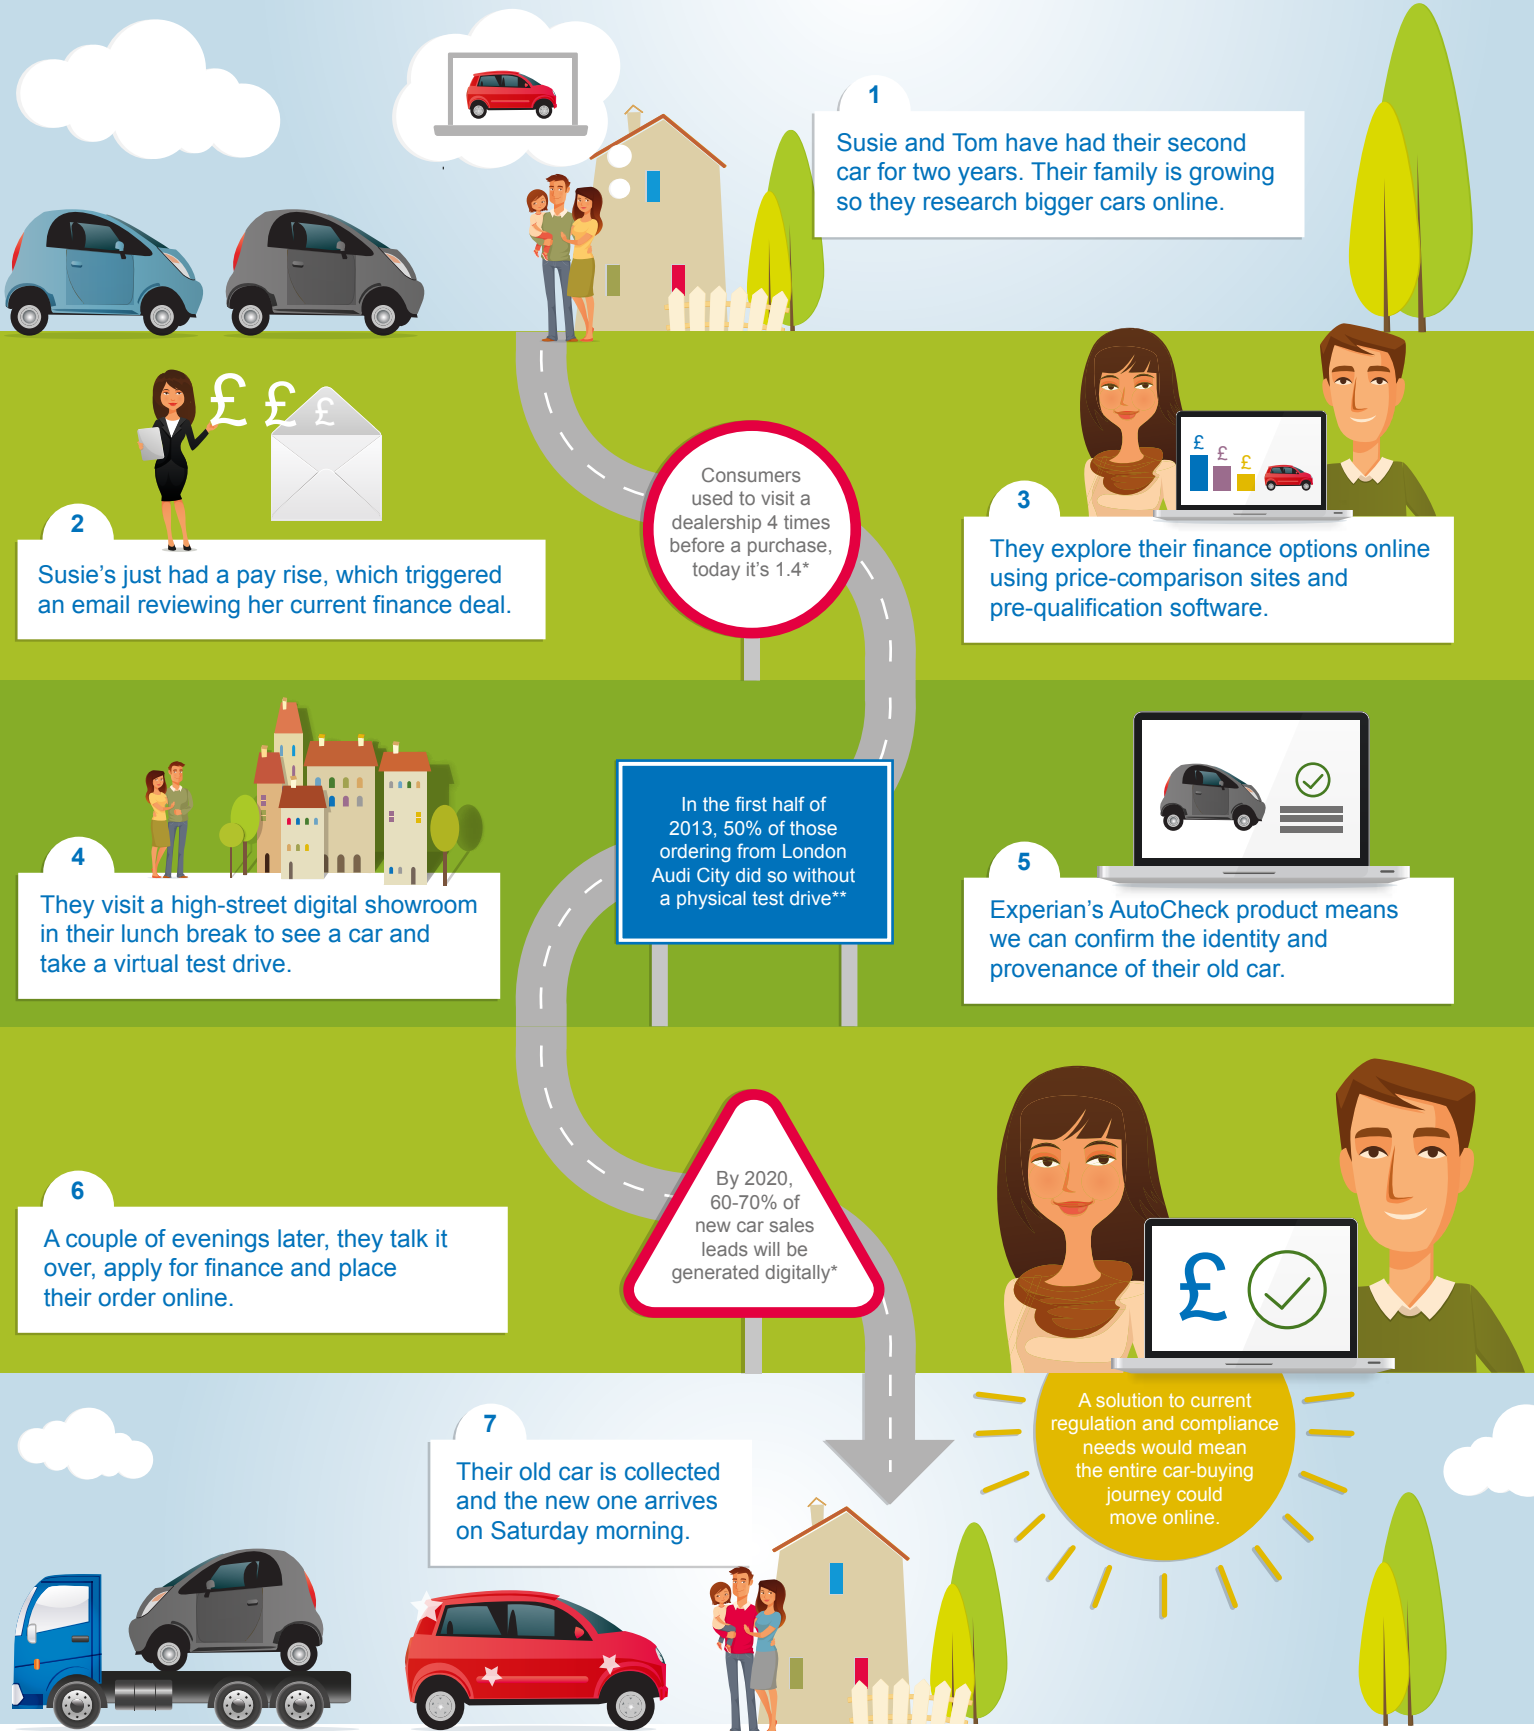 1
Susie and Tom have had their second
car for two years. Their family is growing
so they research bigger cars online.
£ £ £
2
Susie's just had a pay rise, which triggered
an email reviewing her current finance deal.
Consumers
used to visit a
dealership 4 times
before a purchase,
today it's 1.4*
£ £ £
3
They explore their finance options online
using price-comparison sites and
pre-qualification software.
4
They visit a high-street digital showroom
in their lunch break to see a car and
take a virtual test drive.
In the first half of
2013, 50% of those
ordering from London
Audi City did so without
a physical test drive**
5
Experian's AutoCheck product means
we can confirm the identity and
provenance of their old car.
6
A couple of evenings later, they talk it
over, apply for finance and place
their order online.
By 2020,
60-70% of
new car sales
leads will be
generated digitally*
£
7
Their old car is collected
and the new one arrives
on Saturday morning.
A solution to current
regulation and compliance
needs would mean
the entire car-buying
journey could
move online.